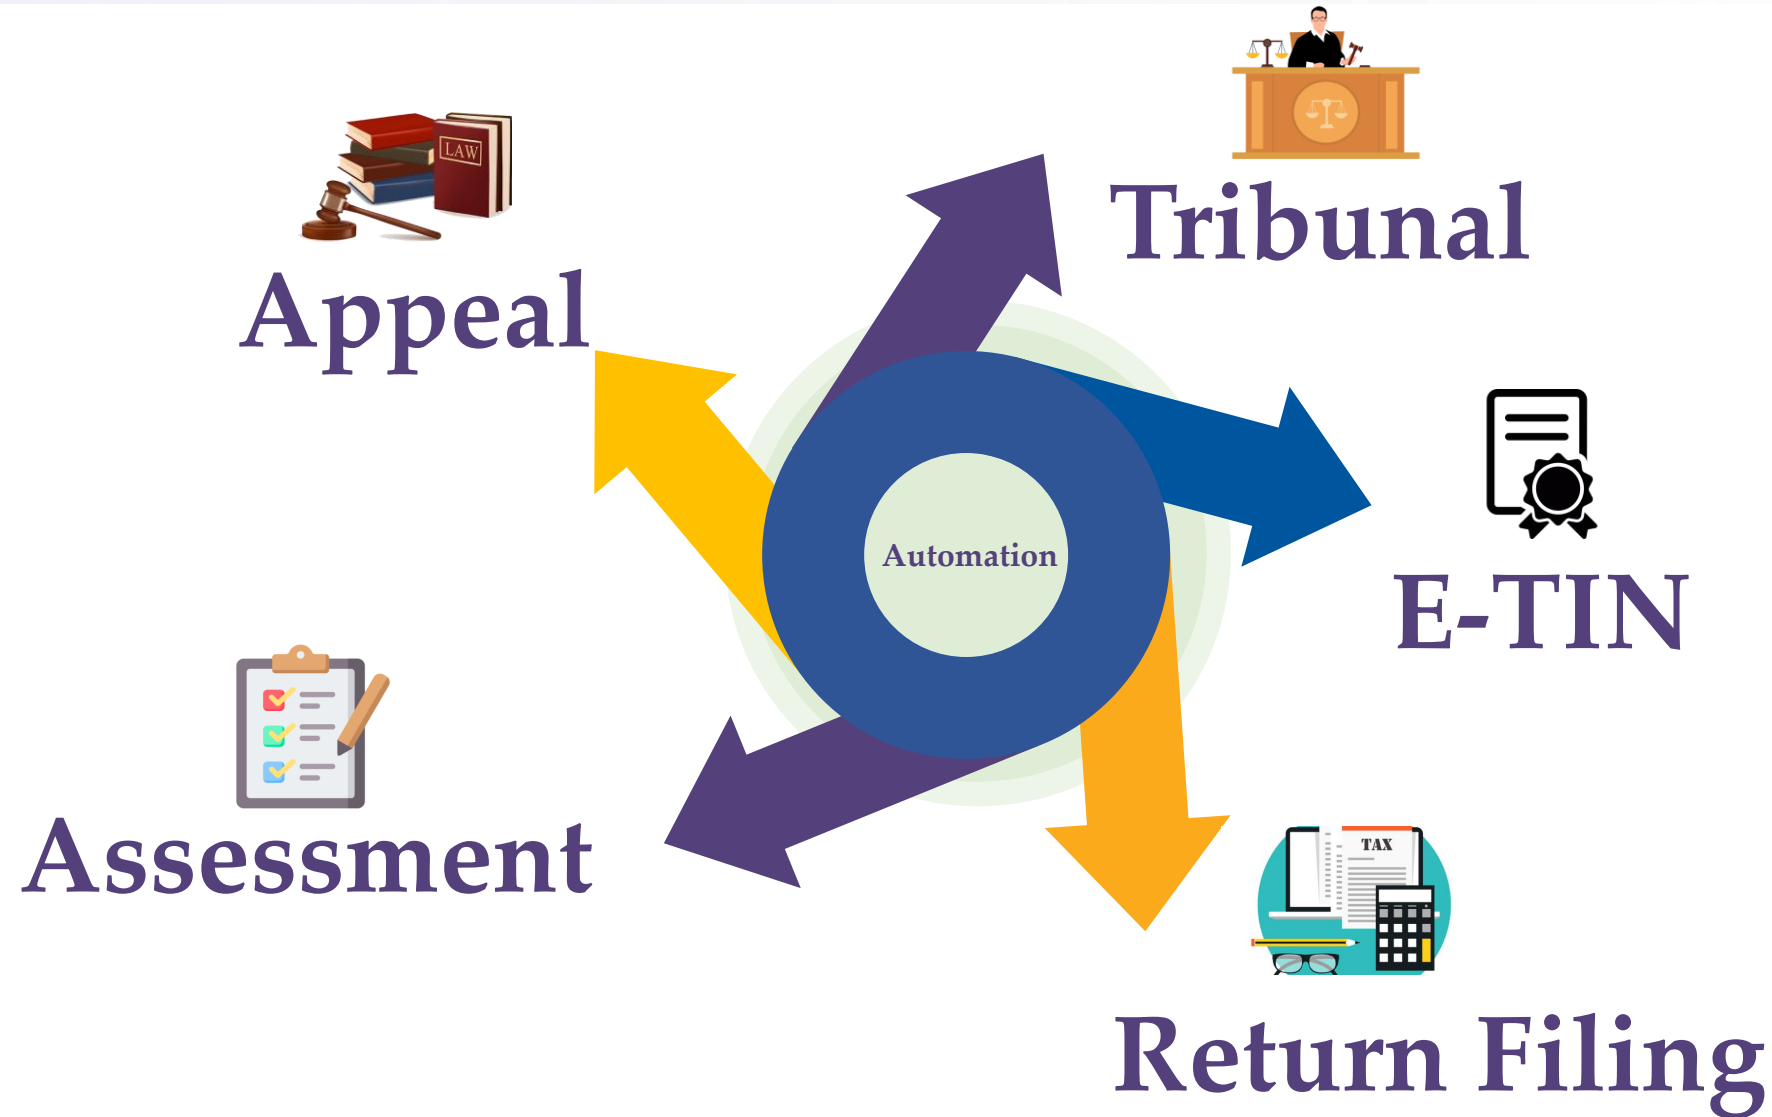 Tribunal
LAW
Appeal
E-TIN
Automation
Assessment
TAX
Return Filing